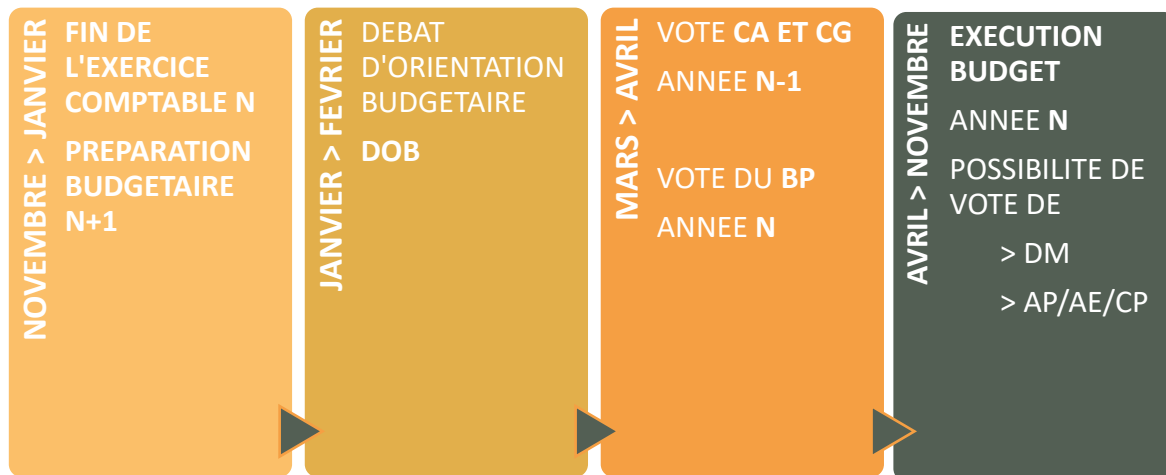 NOVEMBRE > JANVIER
FIN DE
L'EXERCICE
COMPTABLE N
PREPARATION
BUDGETAIRE
N+1
JANVIER > FEVRIER
DEBAT
D'ORIENTATION
BUDGETAIRE
DOB
MARS > AVRIL
VOTE CA ET CG
ANNEE N-1
VOTE DU BP
ANNEE N
AVRIL > NOVEMBRE
EXECUTION
BUDGET
ANNEE N
POSSIBILITE DE
VOTE DE
> DM
> AP/AE/CP